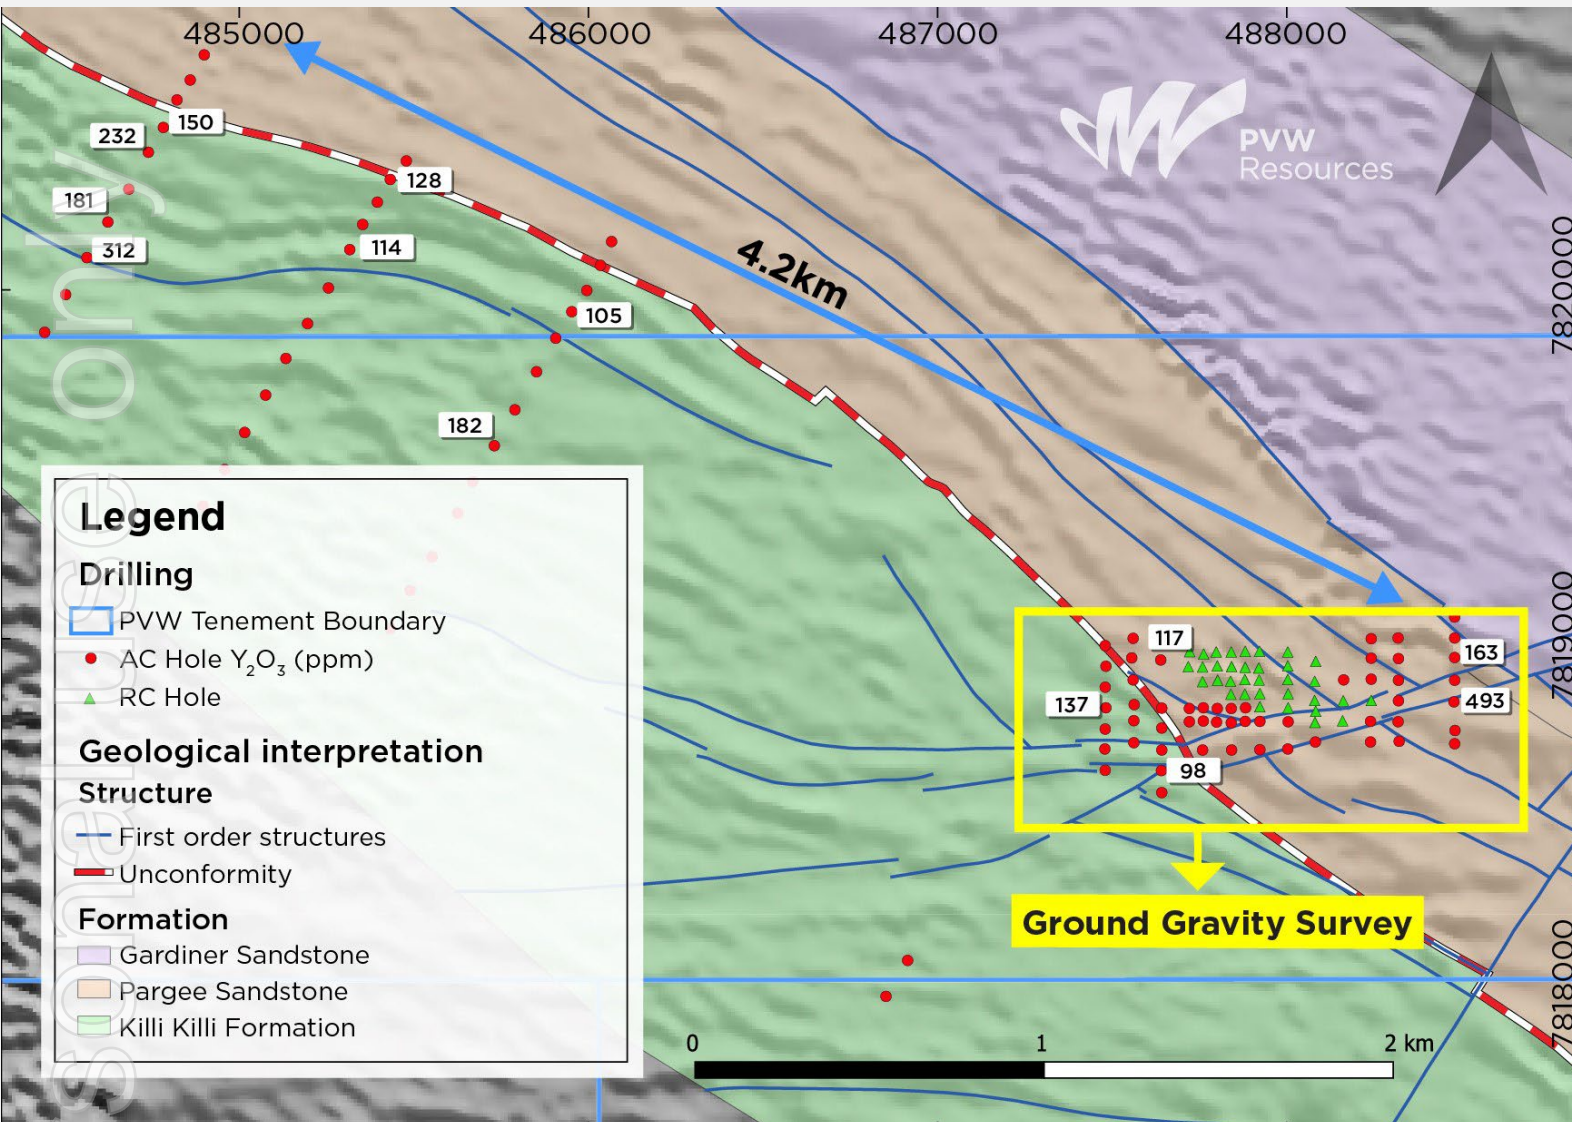 485000
486000
487000
488000
150
232
181
312
128
114
105
182
4.2km
PVW
Resources
7820000
7819000
7818000
117
137
163
493
98
Ground Gravity Survey
0
1
2 km
Legend
Drilling
PVW Tenement Boundary
AC Hole Y₂O₃ (ppm)
RC Hole
Geological interpretation
Structure
First order structures
Unconformity
Formation
Gardiner Sandstone
Pargee Sandstone
Killi Killi Formation
sonal use only